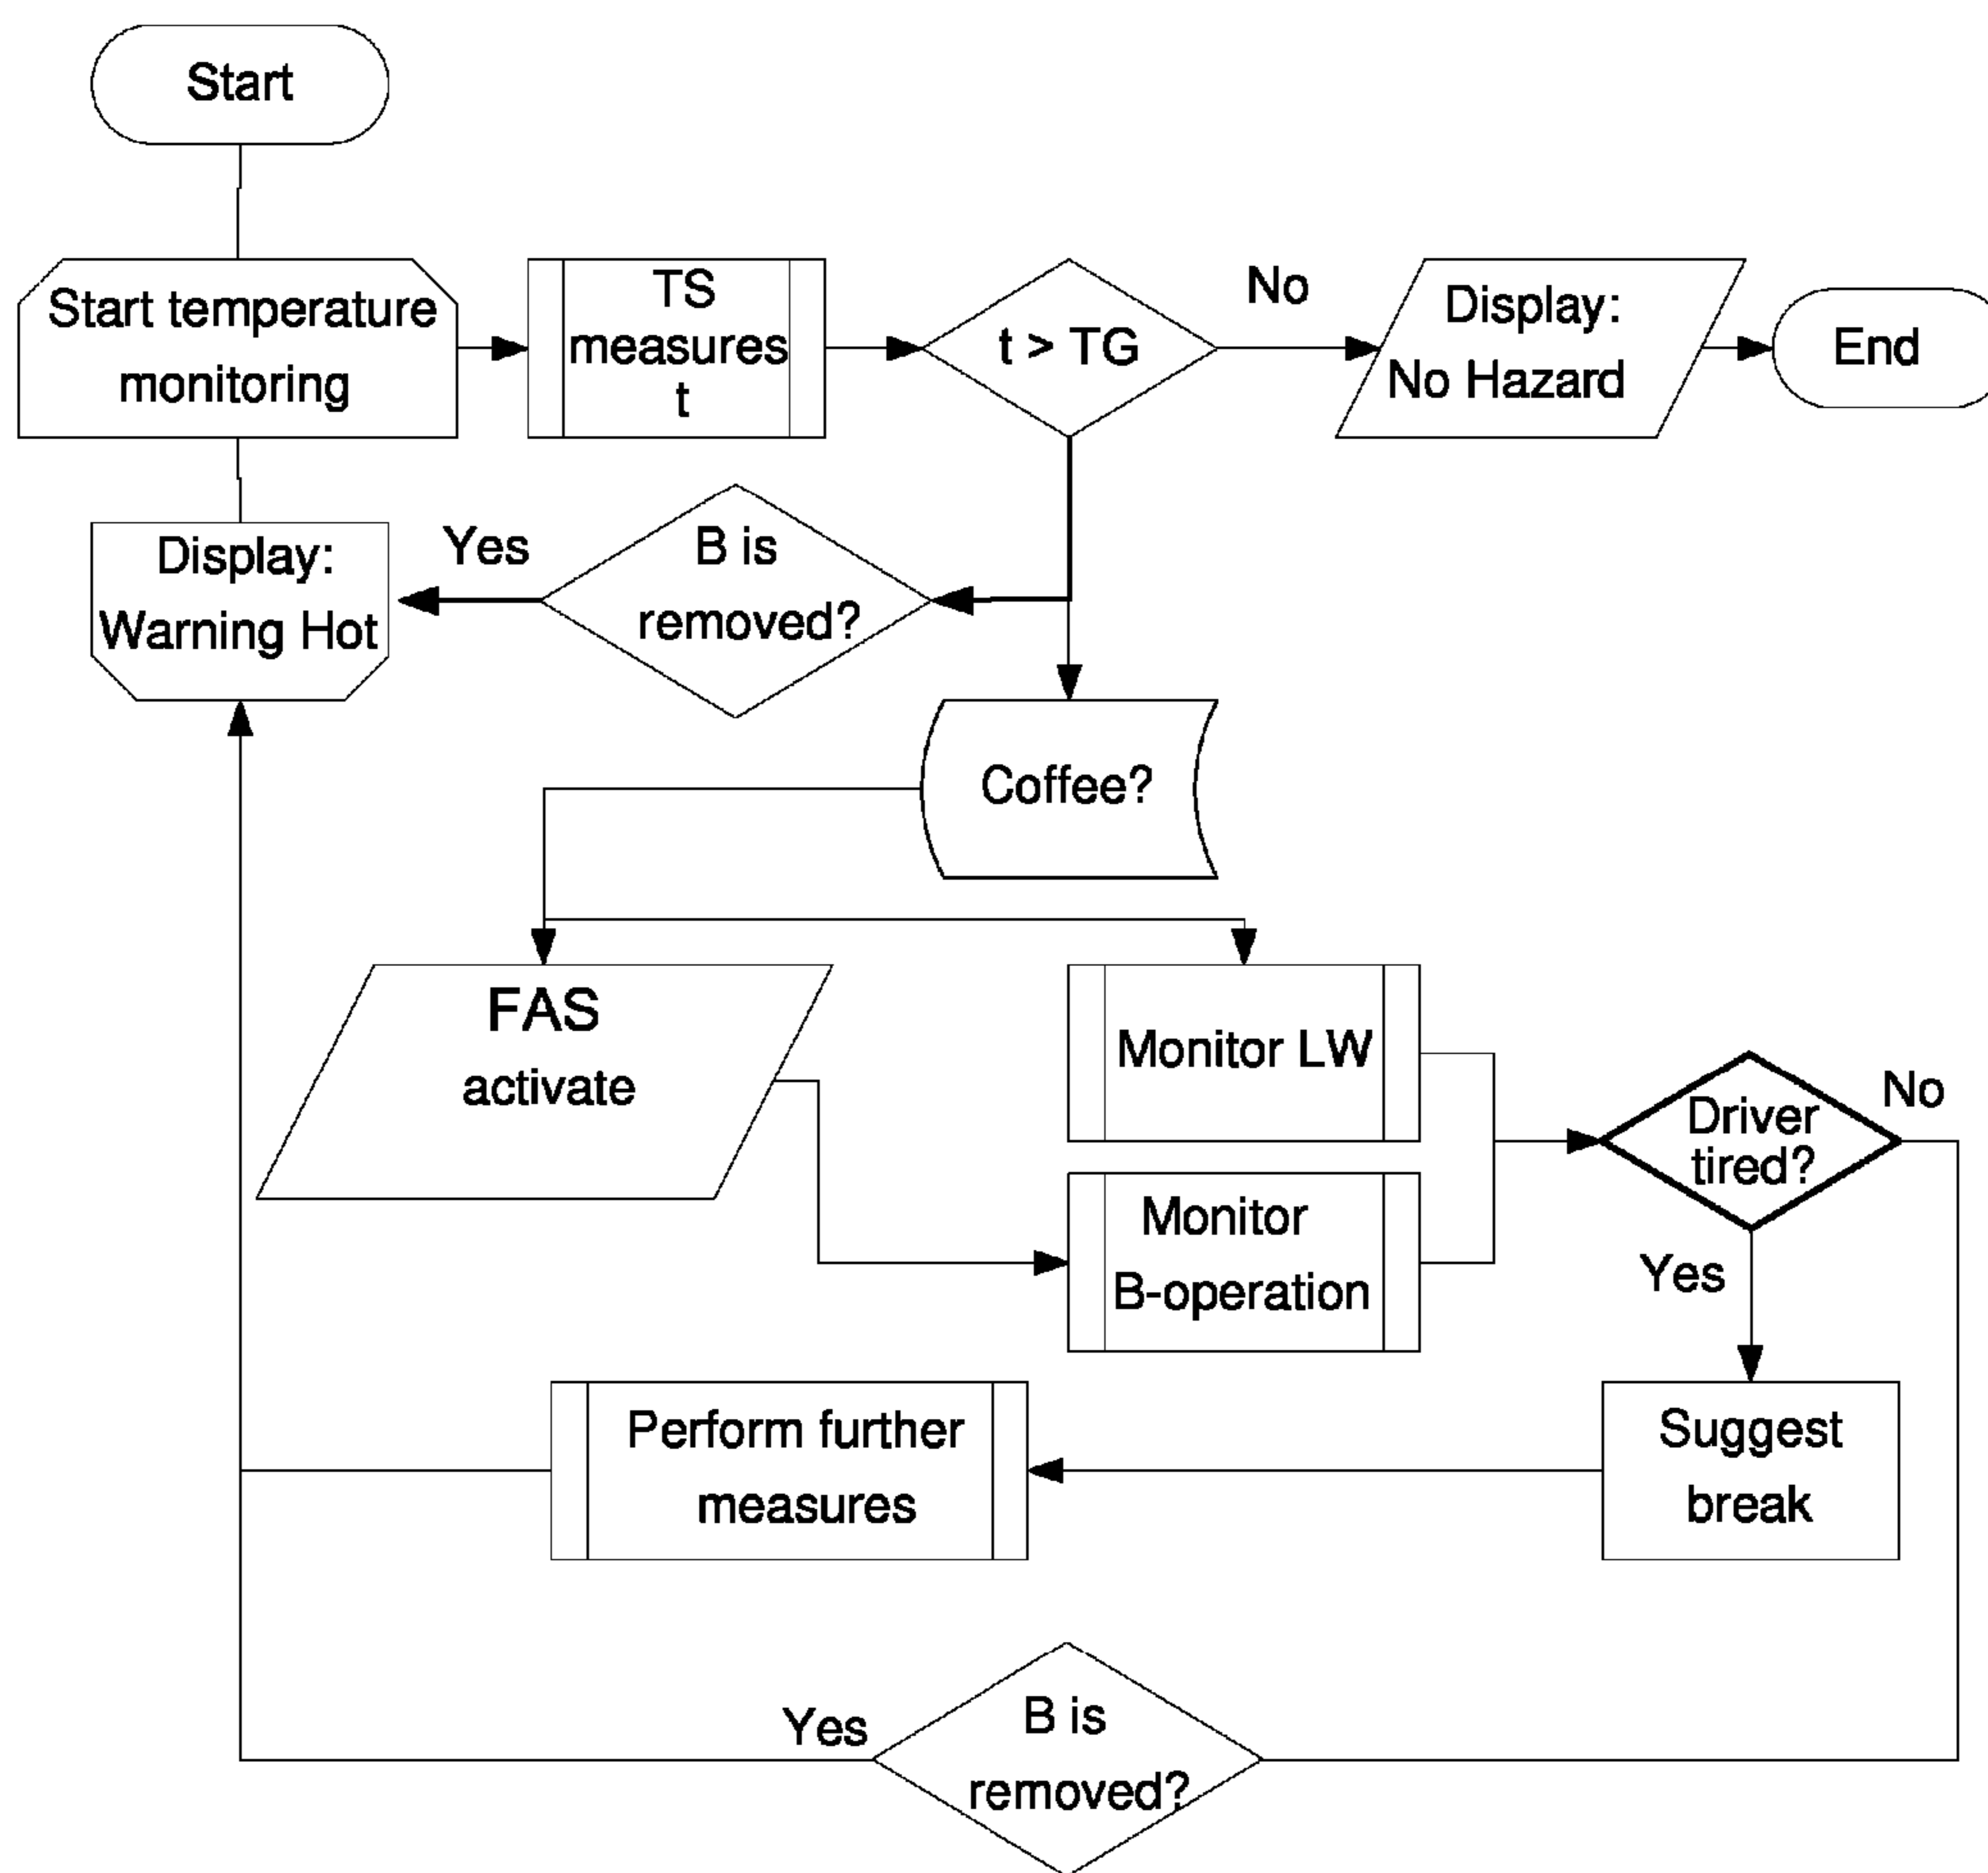 Start
Start temperature
monitoring
TS
measures
t
t > TG
No
Display:
No Hazard
End
Display:
Warning Hot
Yes
B is
removed?
Coffee?
FAS
activate
Monitor LW
Monitor
B-operation
Driver
tired?
No
Yes
Suggest
break
Perform further
measures
Yes
B is
removed?